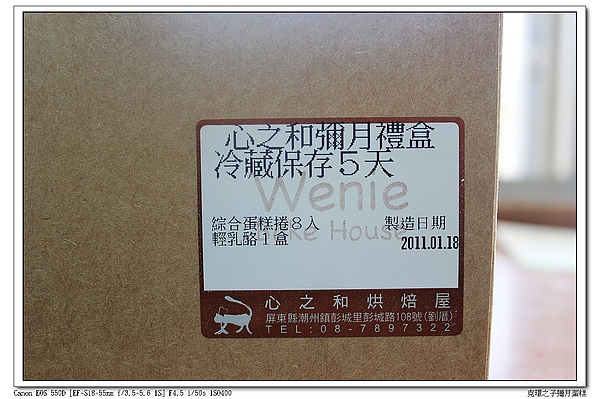 心之和彌月禮盒
冷藏保存5天
Wenie
Bake House
綜合蛋糕捲8入
製造日期
輕乳酪1盒
2011.01.18
心之和烘焙屋
屏東縣潮州鎮彭城里彭城路108號(劉厝)
TEL:08-7897322
Canon EOS 550D [EF-S18-55mm f/3.5-5.6 IS] F4.5 1/50s ISO400
克環之子彌月蛋糕